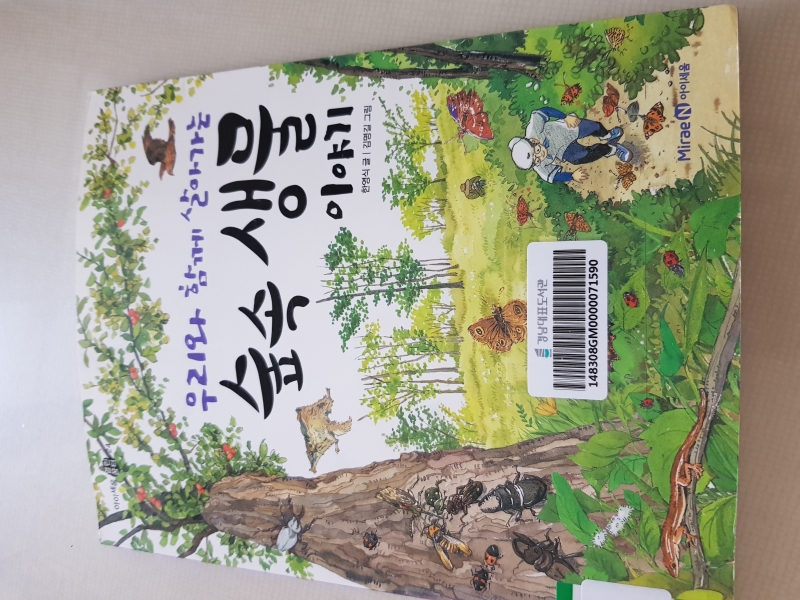 우리와 함께 살아가는
숲속 생물
이야기
한영식 글 | 김명길 그림
경남대표도서관
148308GM0000071590
Mirae N 아이세움